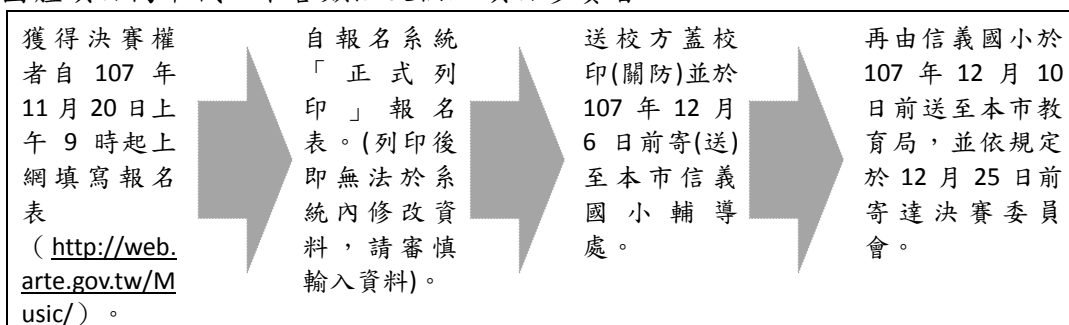 獲得決賽權
者自 107 年
11 月 20 日上
午 9 時起上
網填寫報名
表
（http://web.
arte.gov.tw/M
usic/）。
自報名系統
「正式列
印」報名
表。(列印後
即無法於系
統內修改資
料，請審慎
輸入資料)。
送校方蓋校
印(關防)並於
107 年 12 月
6 日前寄(送)
至本市信義
國小輔導
處。
再由信義國小於
107 年 12 月 10
日前送至本市教
育局，並依規定
於 12 月 25 日前
寄達決賽委員
會。